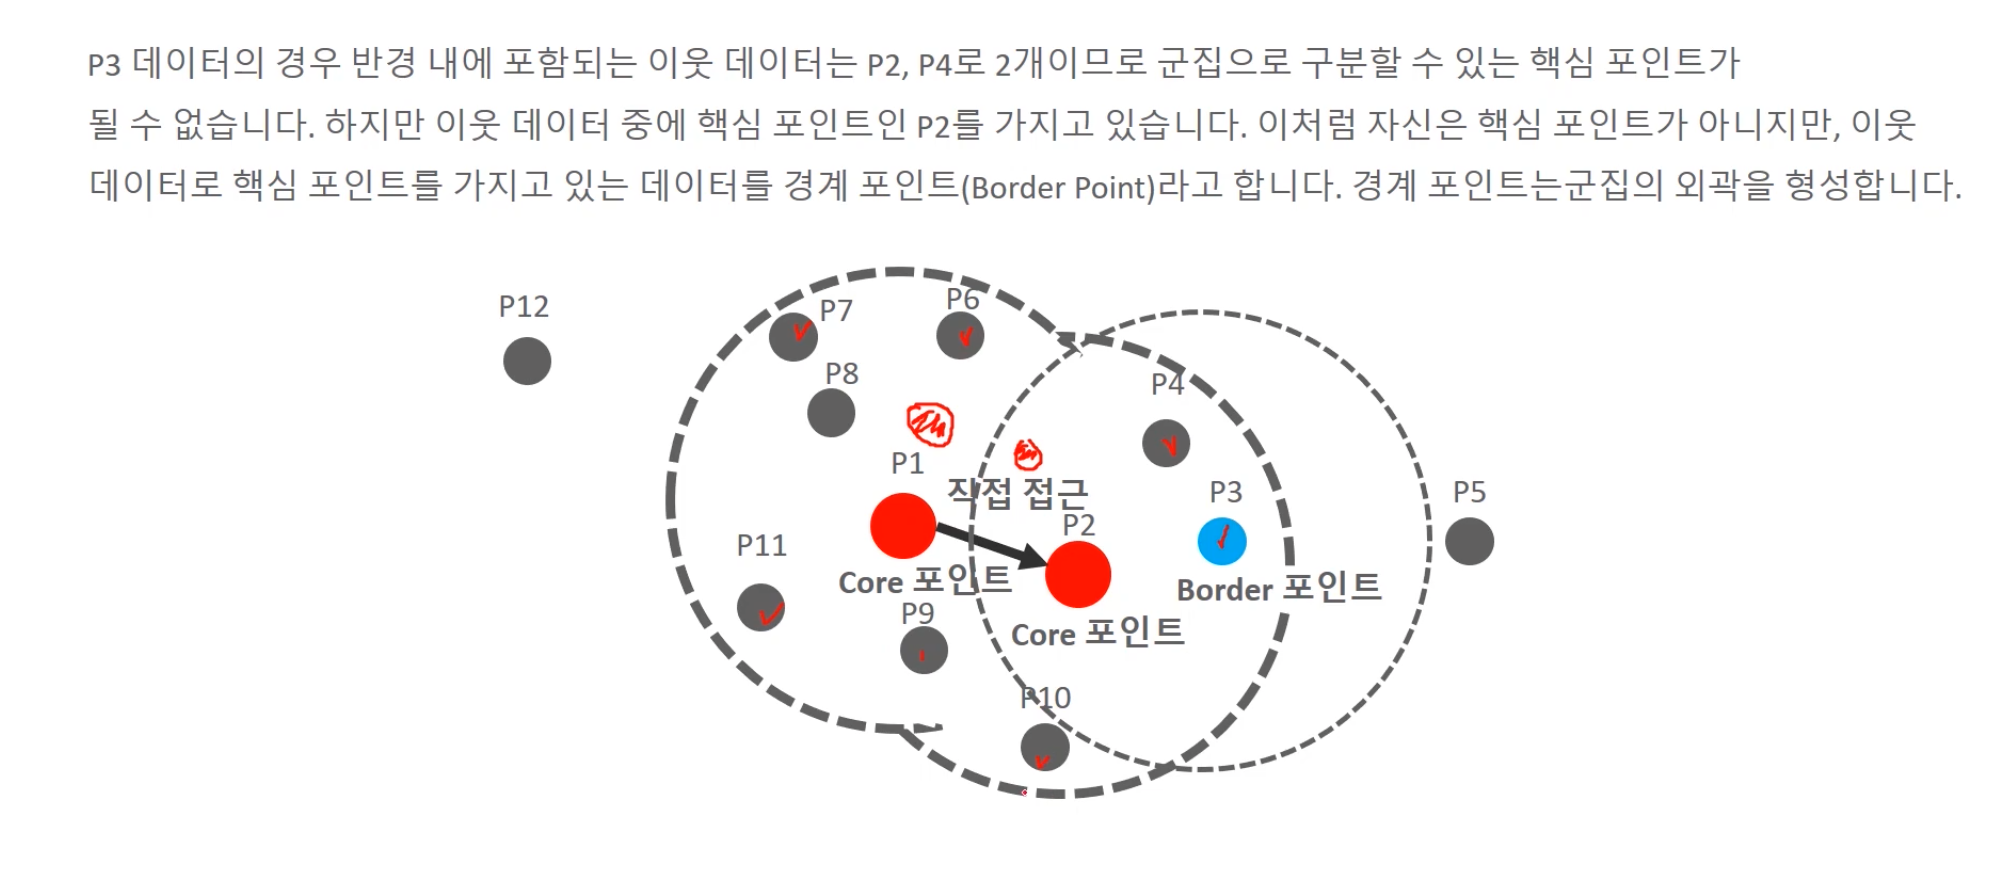 P3 데이터의 경우 반경 내에 포함되는 이웃 데이터는 P2, P4로 2개이므로 군집으로 구분할 수 있는 핵심 포인트가
될 수 없습니다. 하지만 이웃 데이터 중에 핵심 포인트인 P2를 가지고 있습니다. 이처럼 자신은 핵심 포인트가 아니지만, 이웃
데이터로 핵심 포인트를 가지고 있는 데이터를 경계 포인트(Border Point)라고 합니다. 경계 포인트는군집의 외곽을 형성합니다.
P12
P7
P6
P8
P4
P1
직접 접근
P3
P5
P2
P11
Core 포인트
Border 포인트
P9
Core 포인트
P10